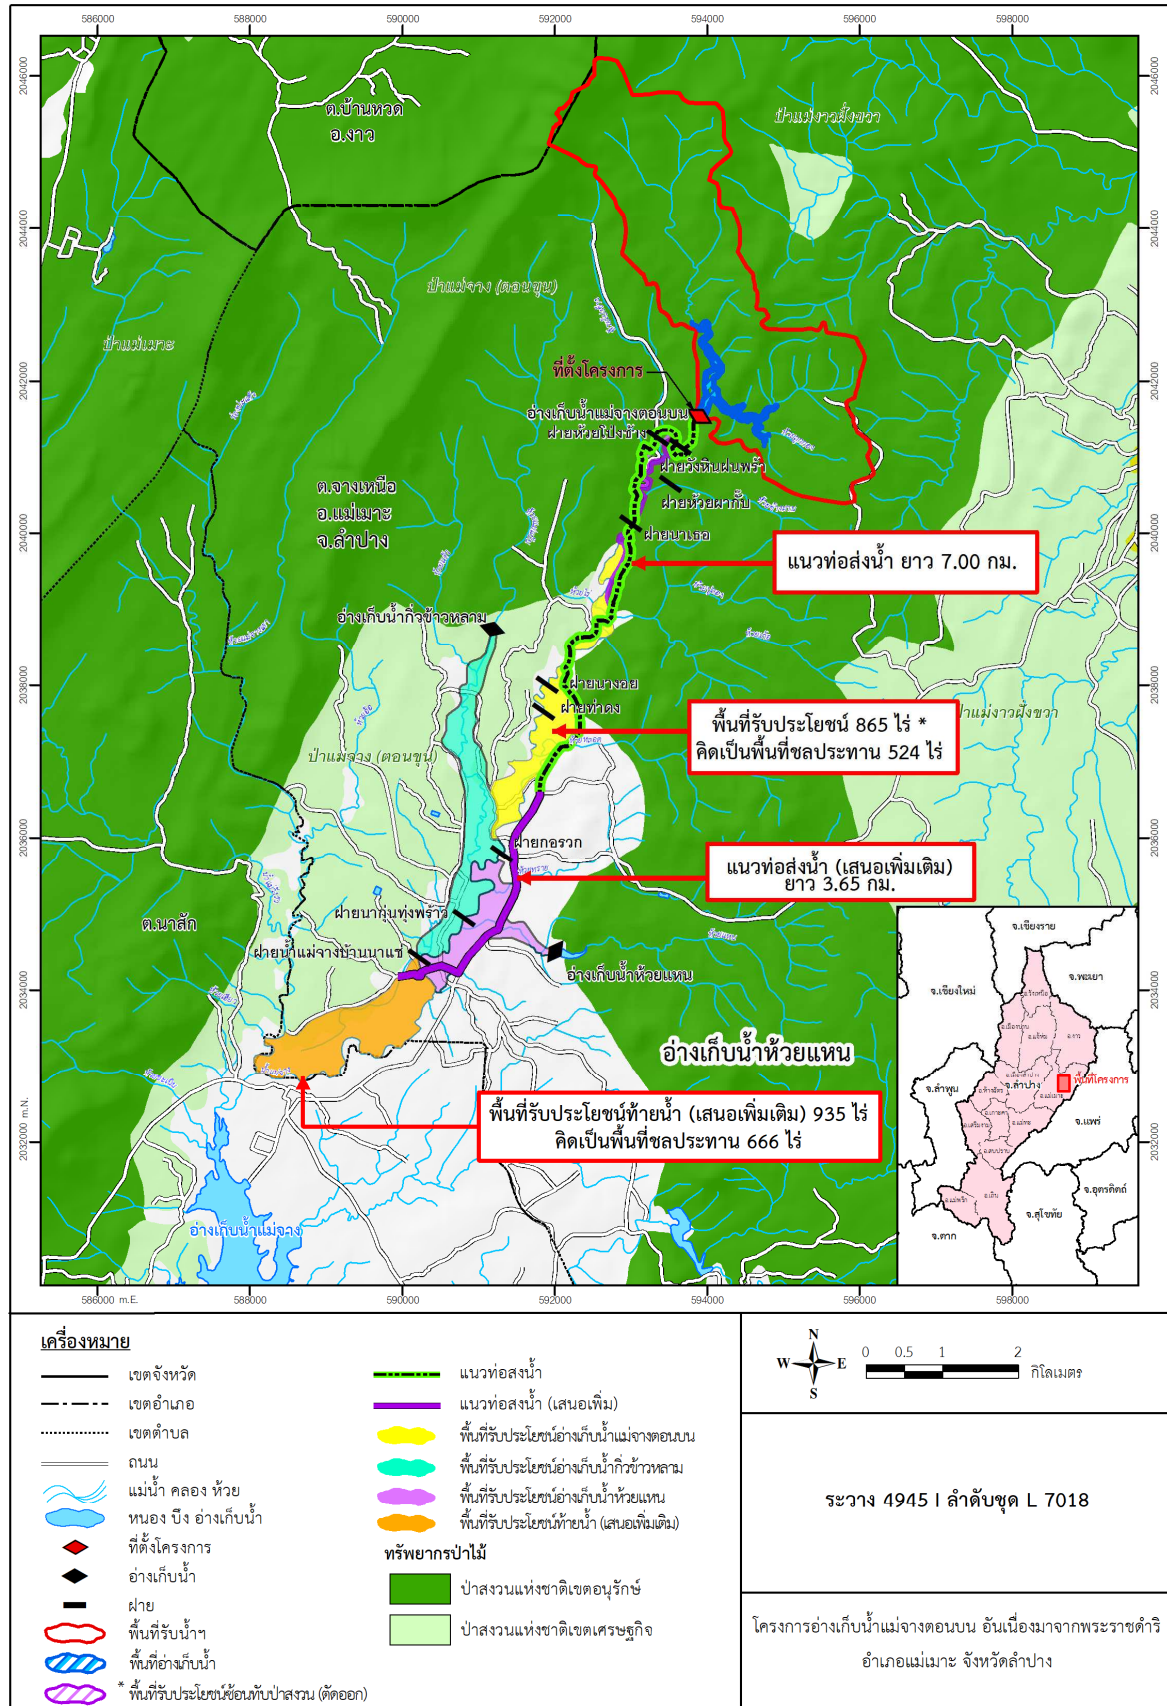 586000 588000 590000 592000 594000 596000 598000
2046000
2046000
ต.บ้านหวด
อ.งาว
ป่าแม่งาวฝั่งขวา
2044000
2044000
ป่าแม่จาง (ตอนขุน)
ป่าแม่เมาะ
2042000
2042000
ที่ตั้งโครงการ
อ่างเก็บน้ำแม่จางตอนบน
ฝายห้วยโป่งช้าง
ฝายวังหินฝนพร้า
ต.จางเหนือ
อ.แม่เมาะ
จ.ลำปาง
ฝายห้วยผากั๊บ
ฝายนาเธอ
2040000
2040000
แนวท่อส่งน้ำ ยาว 7.00 กม.
อ่างเก็บน้ำกิ่วข้าวหลาม
2038000
2038000
ฝายนางอย
ฝายท่าดง
ป่าแม่งาวฝั่งขวา
พื้นที่รับประโยชน์ 865 ไร่ *
คิดเป็นพื้นที่ชลประทาน 524 ไร่
ป่าแม่จาง (ตอนขุน)
2036000
2036000
ฝายกอรวก
แนวท่อส่งน้ำ (เสนอเพิ่มเติม)
ยาว 3.65 กม.
ห้วยทราย
ฝายนากุ่นทุ่งพร้าว
ต.นาสัก
ฝายน้ำแม่จางบ้านนาแช่
อ่างเก็บน้ำห้วยแหน
2034000
2034000
อ่างเก็บน้ำห้วยแหน
พื้นที่รับประโยชน์ท้ายน้ำ (เสนอเพิ่มเติม) 935 ไร่
คิดเป็นพื้นที่ชลประทาน 666 ไร่
2032000 m.N.
2032000
อ่างเก็บน้ำแม่จาง
จ.เชียงราย
จ.พะเยา
จ.เชียงใหม่
อ.วังเหนือ
อ.งาว
จ.ลำพูน
จ.ลำปาง
พื้นที่โครงการ
อ.แม่เมาะ
จ.แพร่
จ.อุตรดิตถ์
จ.สุโขทัย
จ.ตาก
586000 m.E. 588000 590000 592000 594000 596000 598000
เครื่องหมาย
เขตจังหวัด
เขตอำเภอ
เขตตำบล
ถนน
แม่น้ำ คลอง ห้วย
หนอง บึง อ่างเก็บน้ำ
ที่ตั้งโครงการ
อ่างเก็บน้ำ
ฝาย
พื้นที่รับน้ำฯ
พื้นที่อ่างเก็บน้ำ
* พื้นที่รับประโยชน์ซ้อนทับป่าสงวน (ตัดออก)
แนวท่อส่งน้ำ
แนวท่อส่งน้ำ (เสนอเพิ่ม)
พื้นที่รับประโยชน์อ่างเก็บน้ำแม่จางตอนบน
พื้นที่รับประโยชน์อ่างเก็บน้ำกิ่วข้าวหลาม
พื้นที่รับประโยชน์อ่างเก็บน้ำห้วยแหน
พื้นที่รับประโยชน์ท้ายน้ำ (เสนอเพิ่มเติม)
ทรัพยากรป่าไม้
ป่าสงวนแห่งชาติเขตอนุรักษ์
ป่าสงวนแห่งชาติเขตเศรษฐกิจ
N
W E
S
0 0.5 1 2
กิโลเมตร
ระวาง 4945 I ลำดับชุด L 7018
โครงการอ่างเก็บน้ำแม่จางตอนบน อันเนื่องมาจากพระราชดำริ
อำเภอแม่เมาะ จังหวัดลำปาง